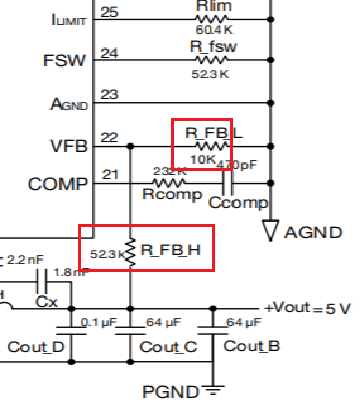 Rlim
ILIMIT 25
60.4K
R_fsw
FSW 24
52.3K
AGND 23
R_FB_L
VFB 22
10K 470pF
COMP 21
Rcomp
Ccomp
AGND
52.3k R_FB_H
2.2 nF
1.8nF
Cx
+Vout=5 V
0.1 µF 64 µF 64 µF
Cout_D Cout_C Cout_B
PGND